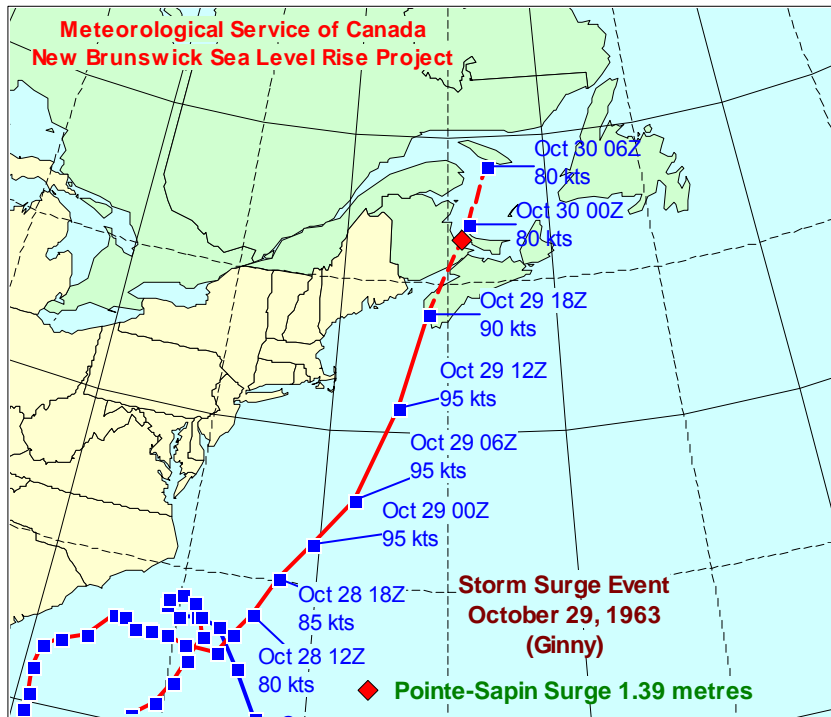 Meteorological Service of Canada
New Brunswick Sea Level Rise Project
Oct 30 06Z
80 kts
Oct 30 00Z
80 kts
Oct 29 18Z
90 kts
Oct 29 12Z
95 kts
Oct 29 06Z
95 kts
Oct 29 00Z
95 kts
Oct 28 18Z
85 kts
Oct 28 12Z
80 kts
Storm Surge Event
October 29, 1963
(Ginny)
Pointe-Sapin Surge 1.39 metres